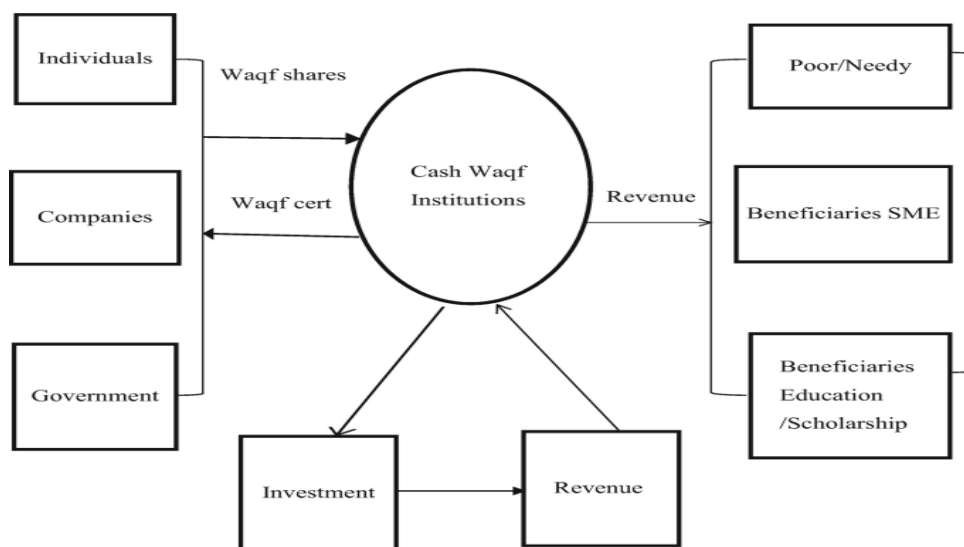 Individuals
Companies
Government
Waqf shares
Waqf cert
Cash Waqf
Institutions
Investment
Revenue
Revenue
Poor/Needy
Beneficiaries SME
Beneficiaries
Education
/Scholarship